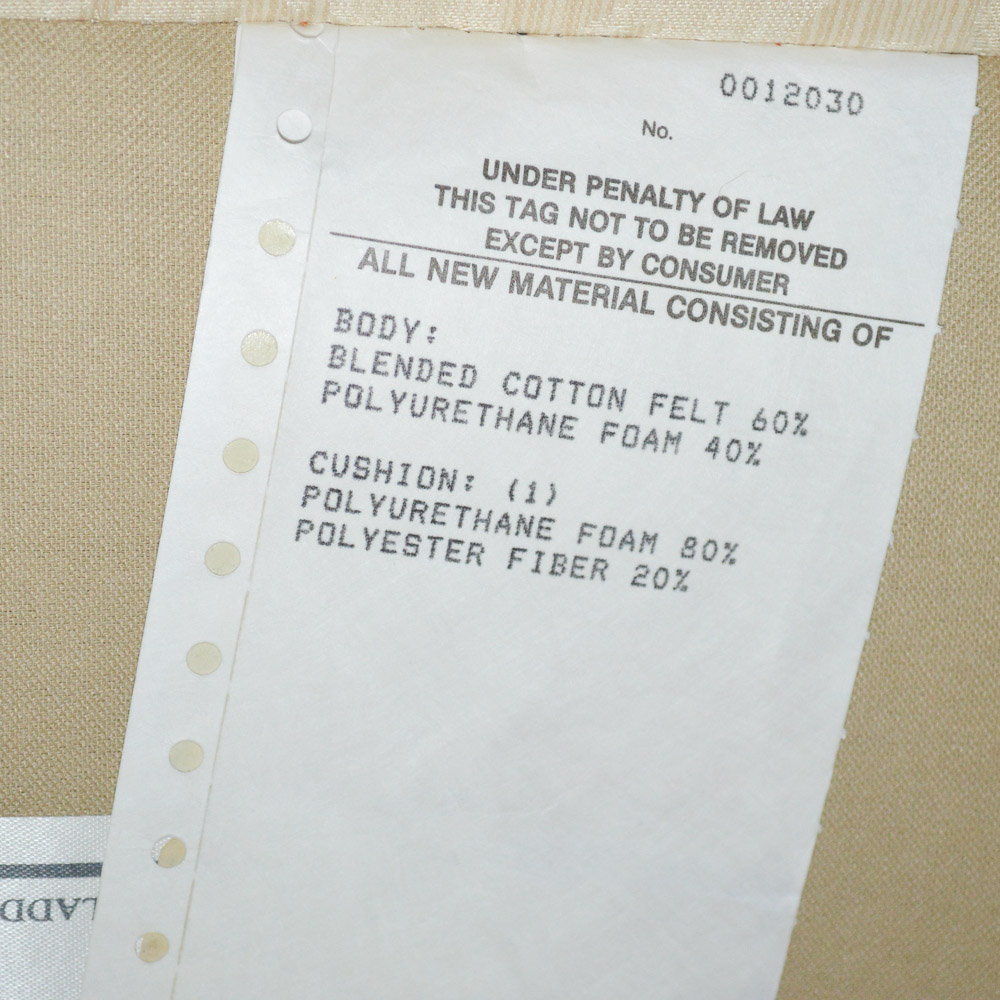 0012030
No.
UNDER PENALTY OF LAW
THIS TAG NOT TO BE REMOVED
EXCEPT BY CONSUMER
ALL NEW MATERIAL CONSISTING OF
BODY:
BLENDED COTTON FELT 60%
POLYURETHANE FOAM 40%
CUSHION: (1)
POLYURETHANE FOAM 80%
POLYESTER FIBER 20%